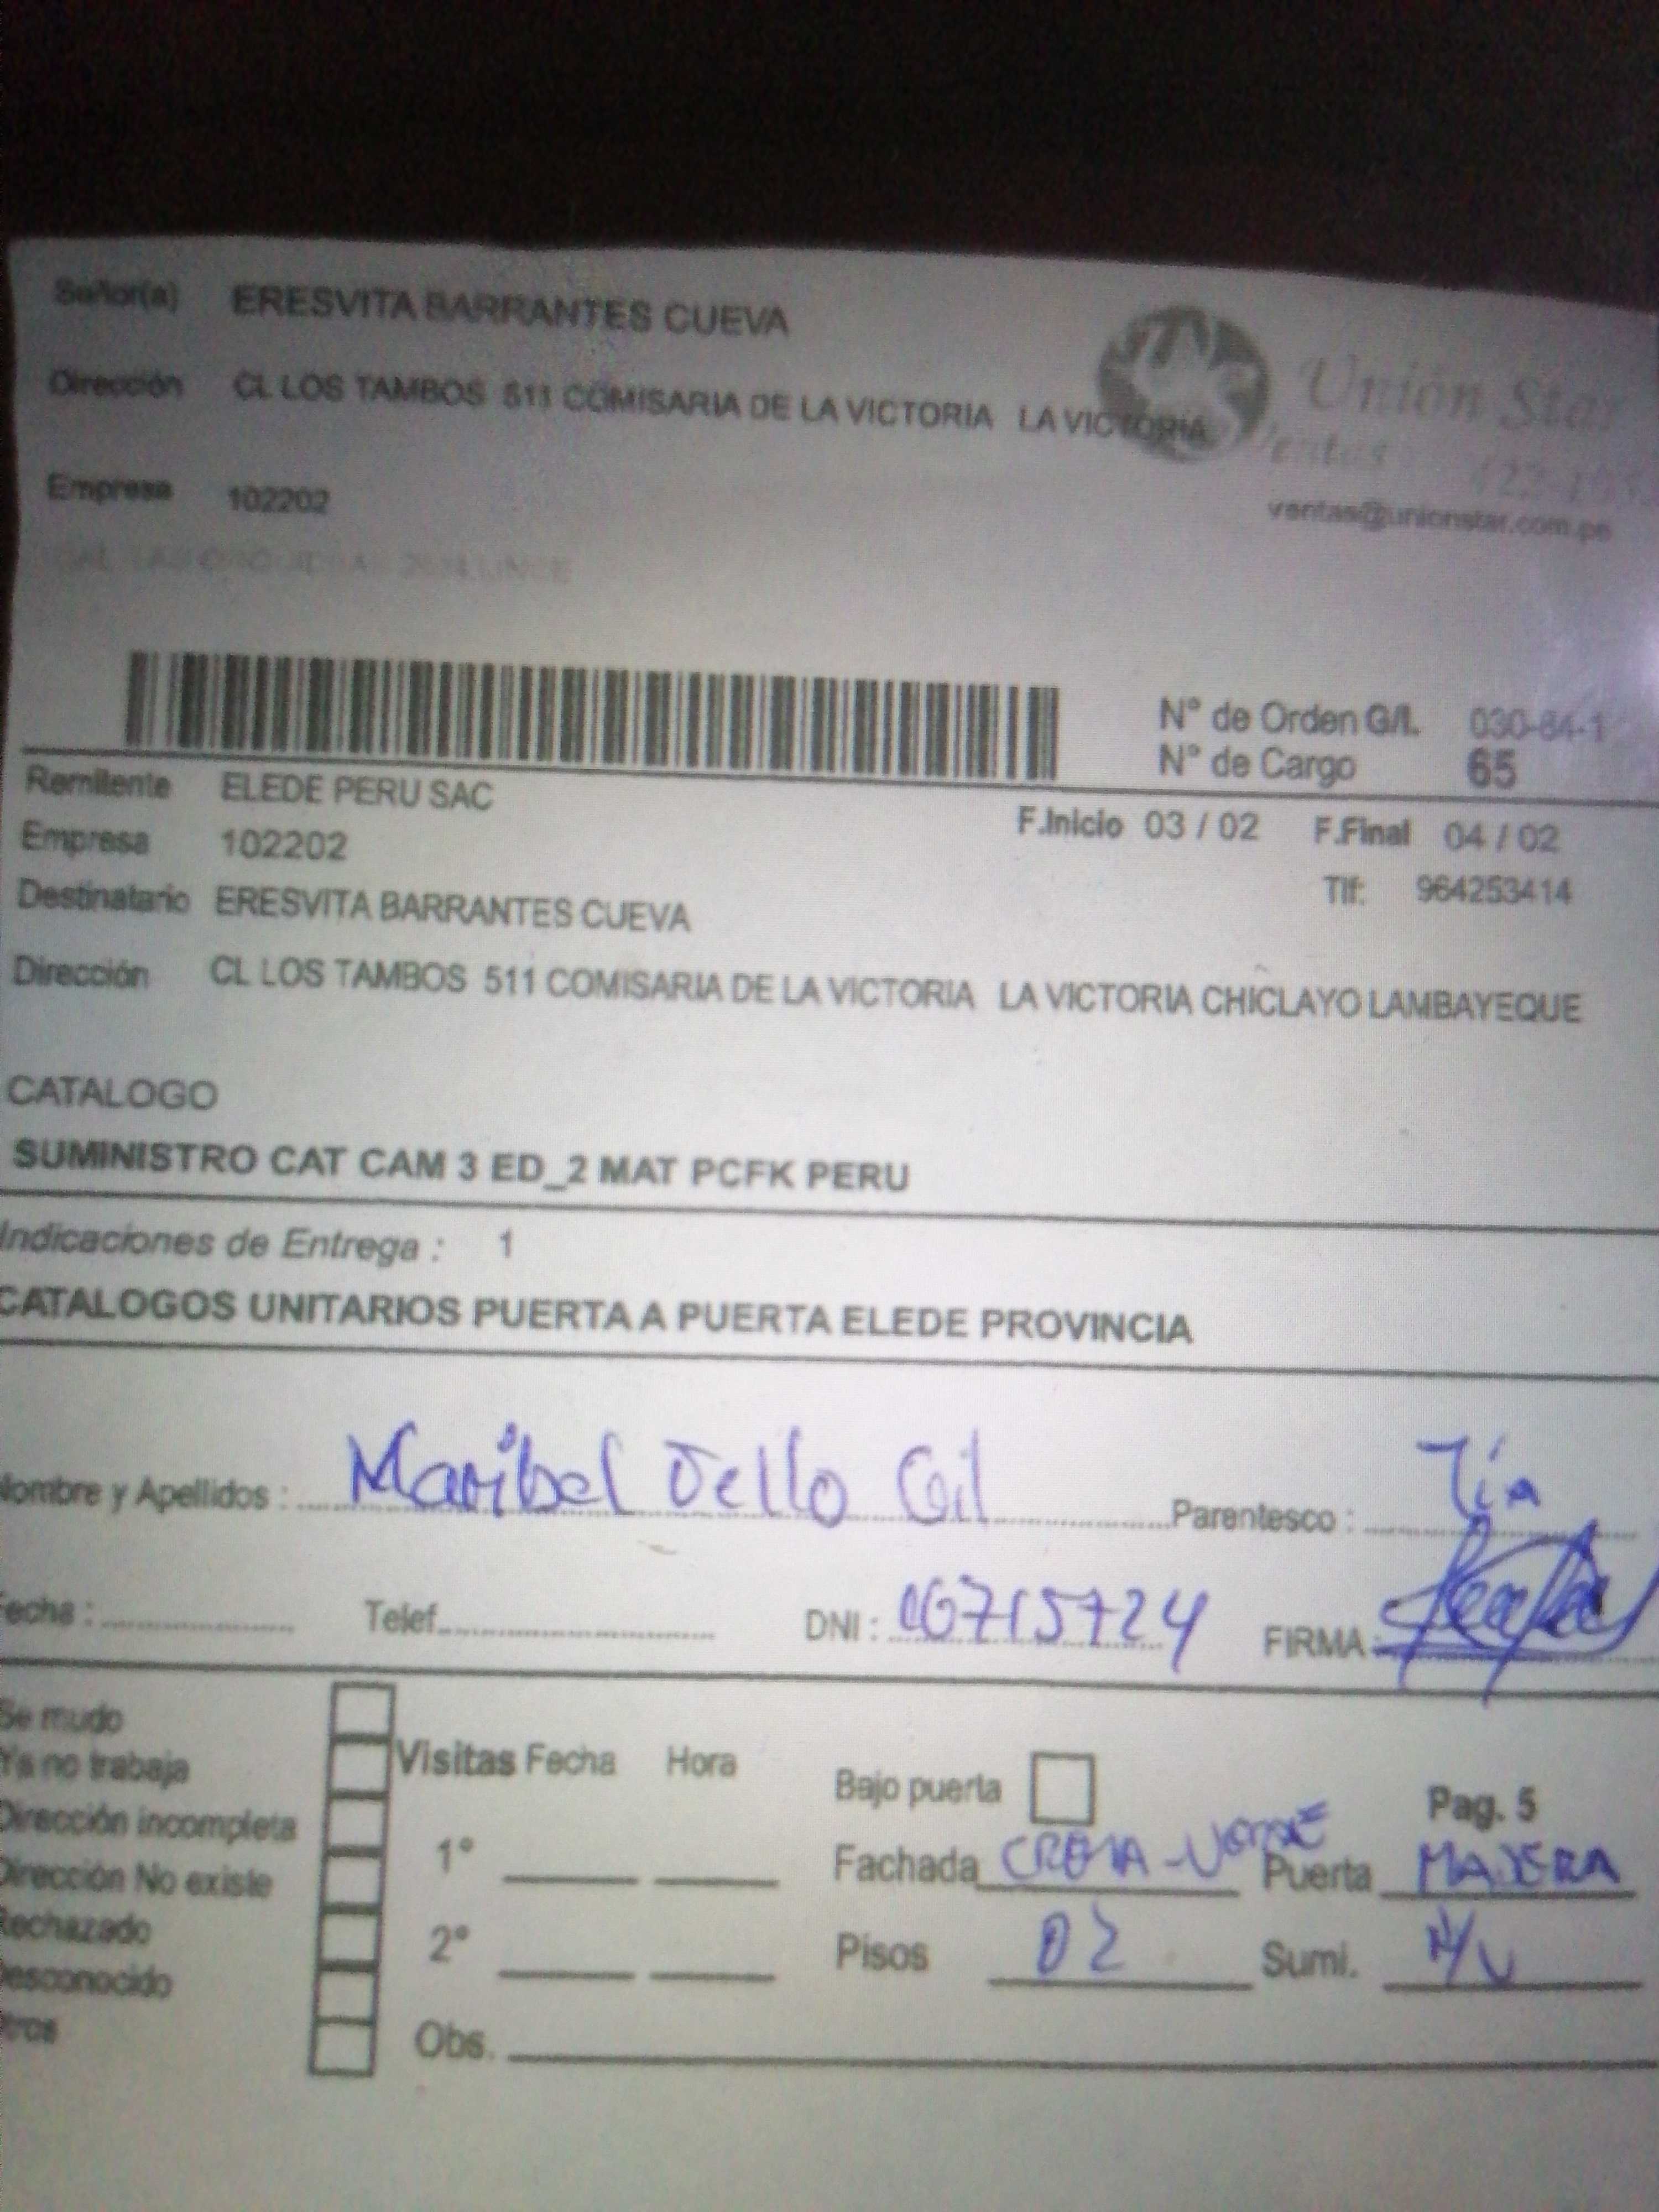 Señor(a) ERESVITA BARRANTES CUEVA
Dirección CL LOS TAMBOS 511 COMISARIA DE LA VICTORIA LA VICTORIA
Unión Star
Ventas
Empresa 102202
ventas@unionstar.com.pe
N° de Orden G/L 030-84-1
N° de Cargo 65
Remitente ELEDE PERU SAC
F.Inicio 03 / 02 F.Final 04 / 02
Empresa 102202
Tlf: 964253414
Destinatario ERESVITA BARRANTES CUEVA
Dirección CL LOS TAMBOS 511 COMISARIA DE LA VICTORIA LA VICTORIA CHICLAYO LAMBAYEQUE
CATALOGO
SUMINISTRO CAT CAM 3 ED_2 MAT PCFK PERU
Indicaciones de Entrega : 1
CATALOGOS UNITARIOS PUERTA A PUERTA ELEDE PROVINCIA
Nombre y Apellidos : Maribel Tello Gil Parentesco : Tía
Fecha : Telef. DNI : 16715724 FIRMA :
Se mudo
Ya no trabaja
Dirección incompleta
Dirección No existe
Rechazado
Desconocido
Otros
Visitas Fecha Hora
1°
2°
Obs.
Bajo puerta Pag. 5
Fachada CREMA - VERDE Puerta MADERA
Pisos 02 Sumi. N/V